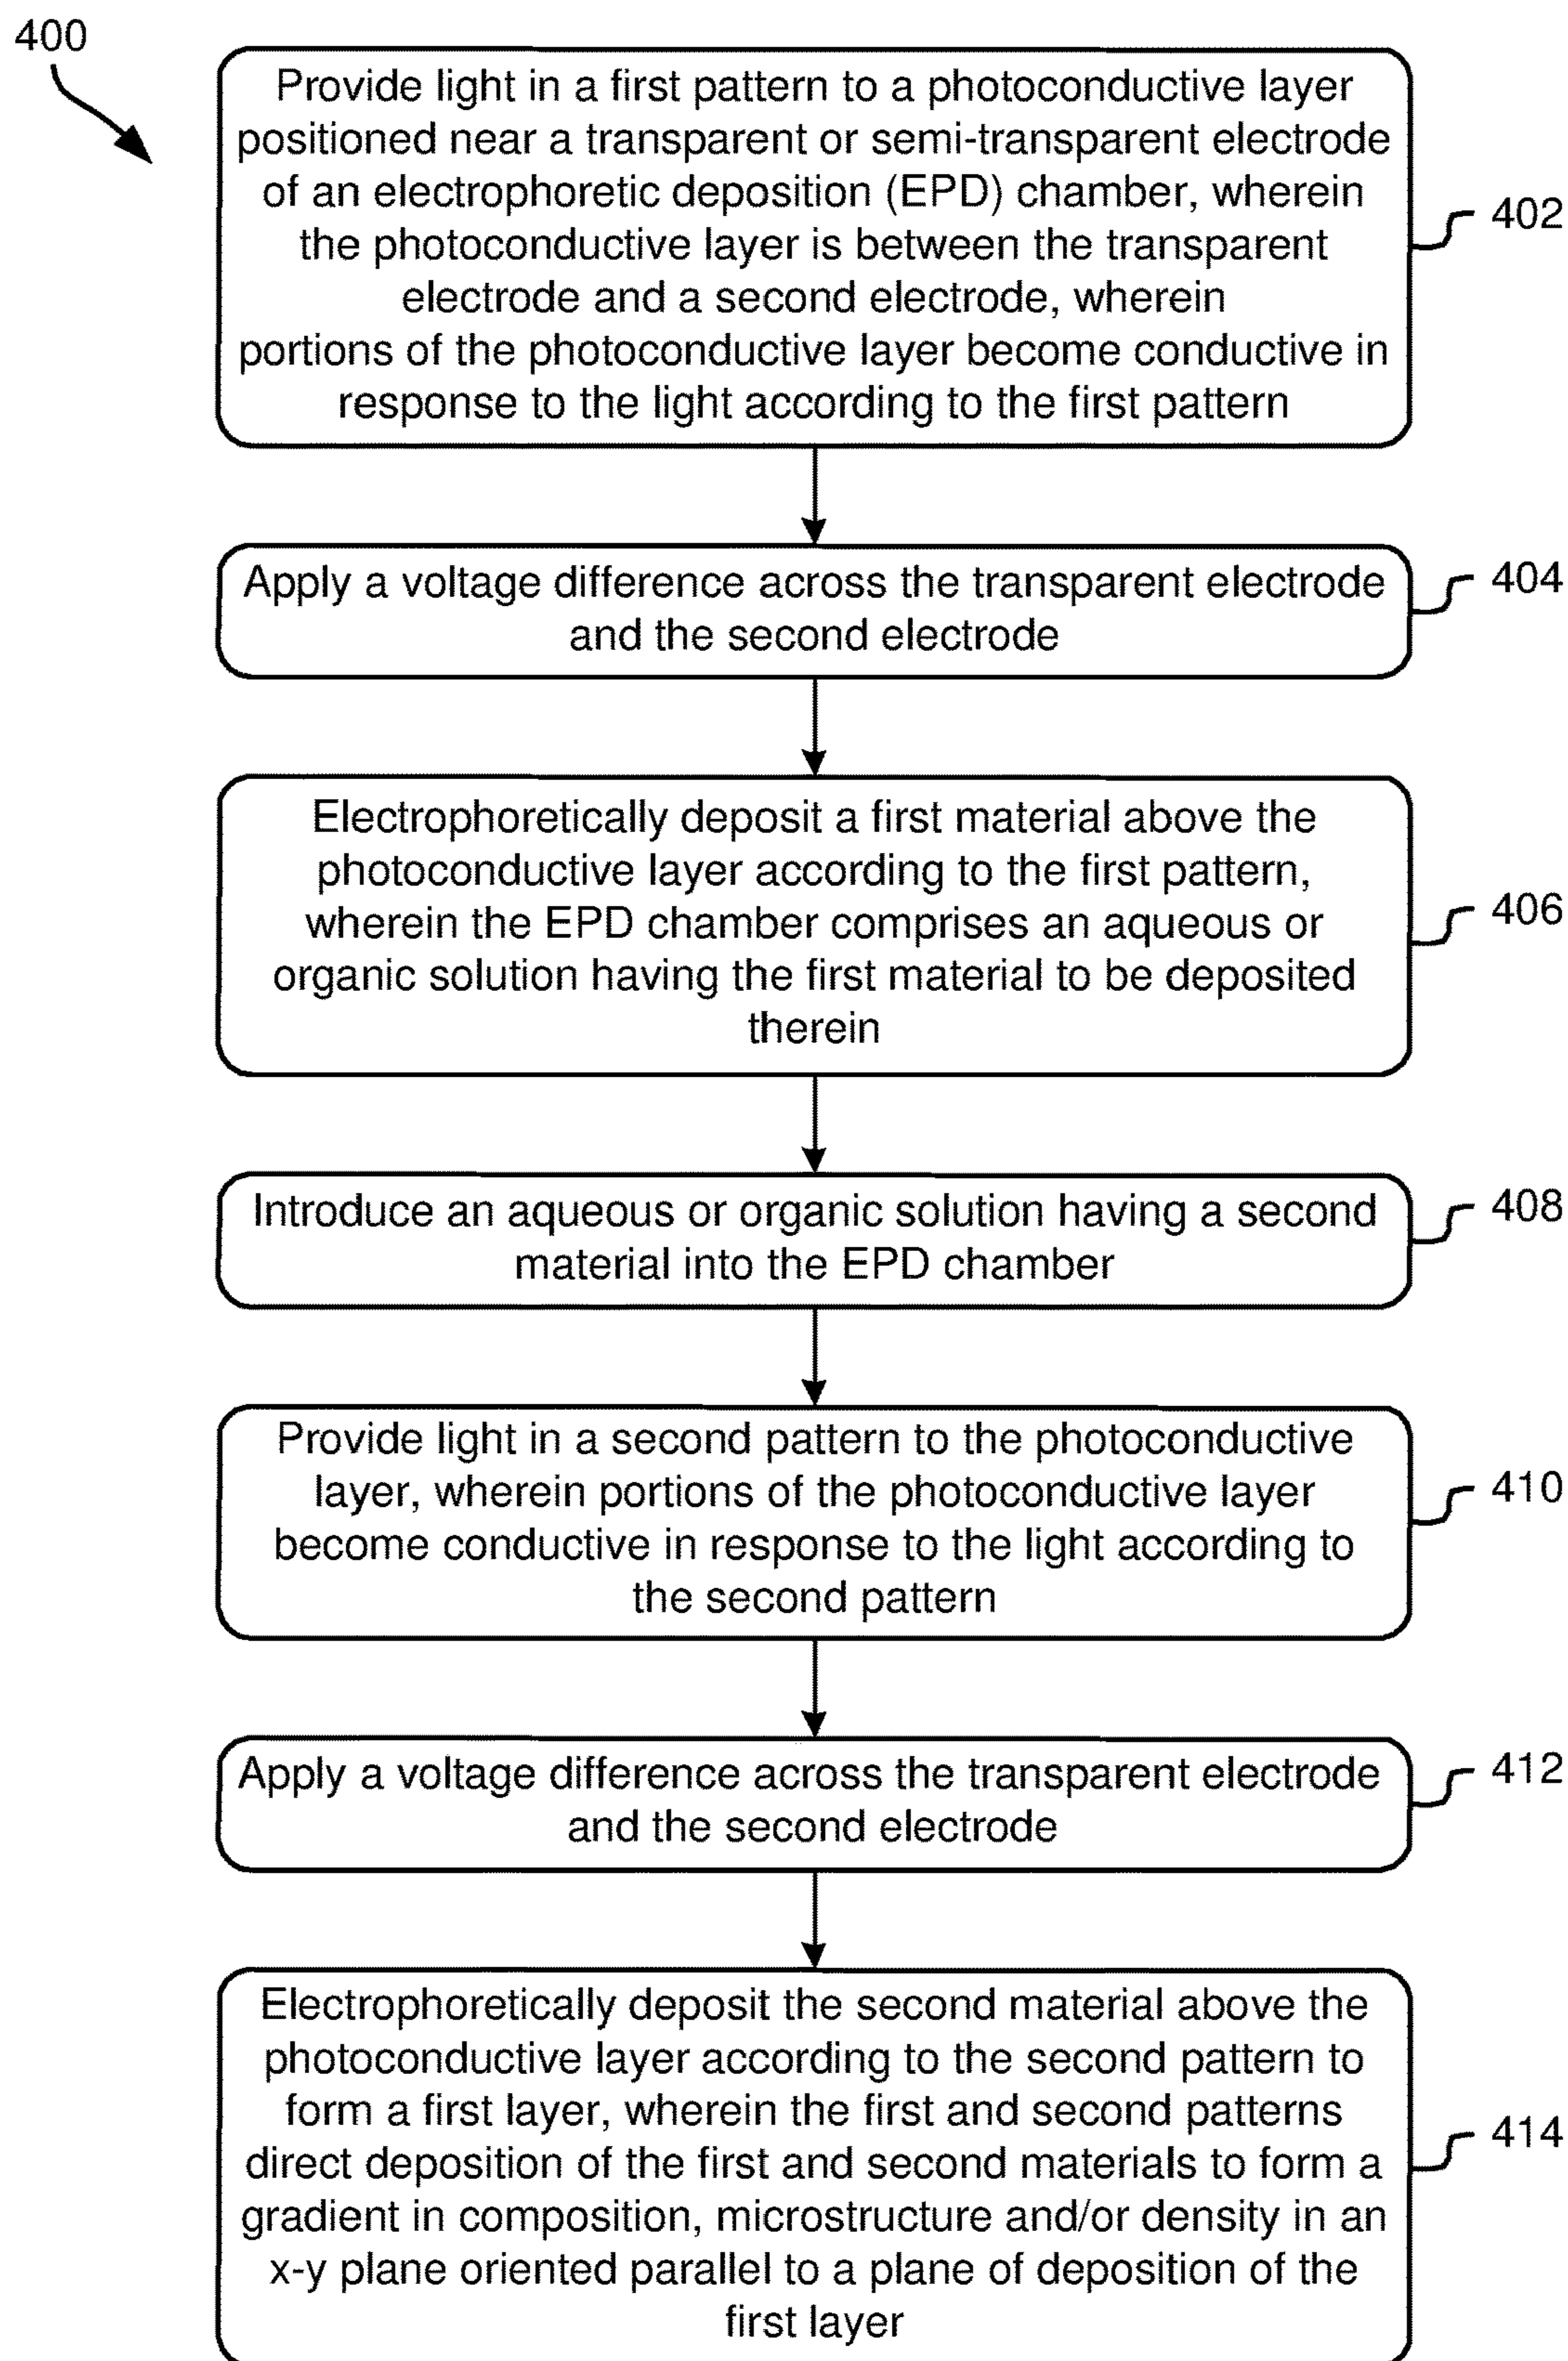 400
Provide light in a first pattern to a photoconductive layer
positioned near a transparent or semi-transparent electrode
of an electrophoretic deposition (EPD) chamber, wherein
the photoconductive layer is between the transparent
electrode and a second electrode, wherein
portions of the photoconductive layer become conductive in
response to the light according to the first pattern
402
Apply a voltage difference across the transparent electrode
and the second electrode
404
Electrophoretically deposit a first material above the
photoconductive layer according to the first pattern,
wherein the EPD chamber comprises an aqueous or
organic solution having the first material to be deposited
therein
406
Introduce an aqueous or organic solution having a second
material into the EPD chamber
408
Provide light in a second pattern to the photoconductive
layer, wherein portions of the photoconductive layer
become conductive in response to the light according to
the second pattern
410
Apply a voltage difference across the transparent electrode
and the second electrode
412
Electrophoretically deposit the second material above the
photoconductive layer according to the second pattern to
form a first layer, wherein the first and second patterns
direct deposition of the first and second materials to form a
gradient in composition, microstructure and/or density in an
x-y plane oriented parallel to a plane of deposition of the
first layer
414